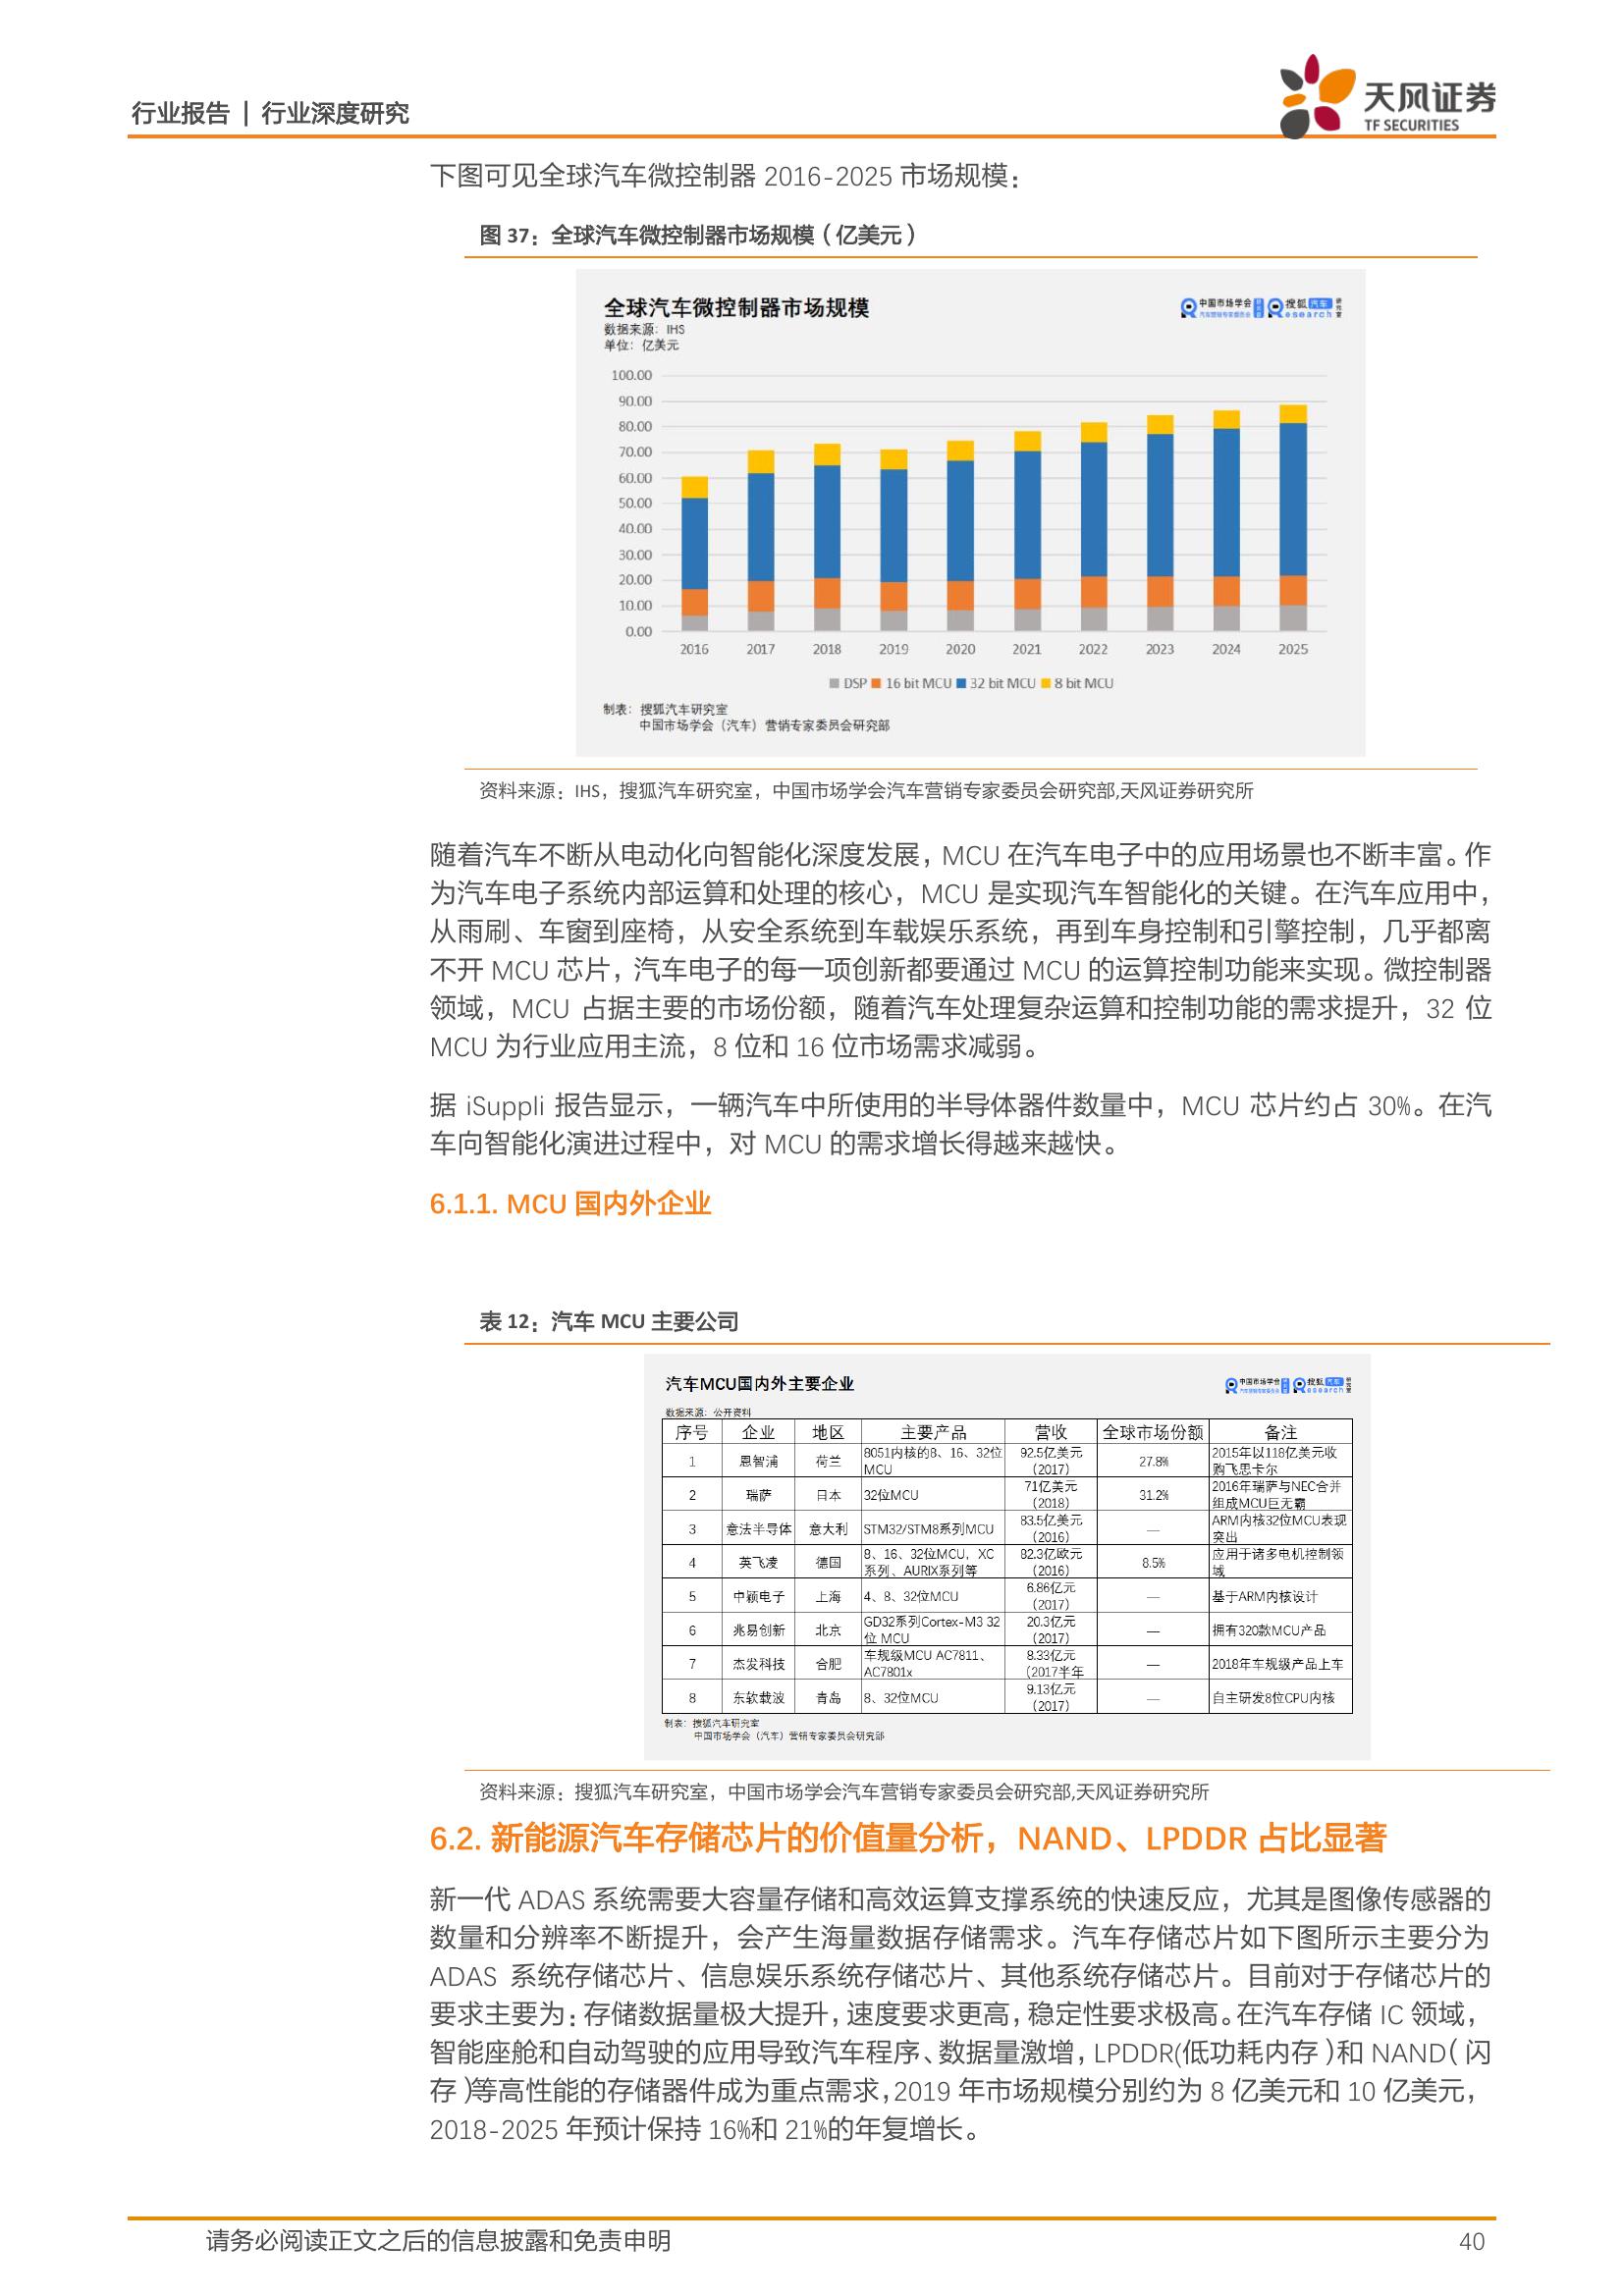 行业报告 | 行业深度研究
天风证券
TF SECURITIES
下图可见全球汽车微控制器 2016-2025 市场规模：
图 37：全球汽车微控制器市场规模（亿美元）
全球汽车微控制器市场规模
数据来源：IHS
单位：亿美元
中国市场学会 搜狐 汽车
esearch
100.00
90.00
80.00
70.00
60.00
50.00
40.00
30.00
20.00
10.00
0.00
2016 2017 2018 2019 2020 2021 2022 2023 2024 2025
DSP 16 bit MCU 32 bit MCU 8 bit MCU
制表：搜狐汽车研究室
中国市场学会（汽车）营销专家委员会研究部
资料来源：IHS，搜狐汽车研究室，中国市场学会汽车营销专家委员会研究部,天风证券研究所
随着汽车不断从电动化向智能化深度发展，MCU 在汽车电子中的应用场景也不断丰富。作
为汽车电子系统内部运算和处理的核心，MCU 是实现汽车智能化的关键。在汽车应用中，
从雨刷、车窗到座椅，从安全系统到车载娱乐系统，再到车身控制和引擎控制，几乎都离
不开 MCU 芯片，汽车电子的每一项创新都要通过 MCU 的运算控制功能来实现。微控制器
领域，MCU 占据主要的市场份额，随着汽车处理复杂运算和控制功能的需求提升，32 位
MCU 为行业应用主流，8 位和 16 位市场需求减弱。
据 iSuppli 报告显示，一辆汽车中所使用的半导体器件数量中，MCU 芯片约占 30%。在汽
车向智能化演进过程中，对 MCU 的需求增长得越来越快。
6.1.1. MCU 国内外企业
表 12：汽车 MCU 主要公司
汽车MCU国内外主要企业
中国市场学会 搜狐 汽车
esearch
数据来源：公开资料
序号 企业 地区 主要产品 营收 全球市场份额 备注
1 恩智浦 荷兰 8051内核的8、16、32位MCU 92.5亿美元（2017） 27.8% 2015年以118亿美元收购飞思卡尔
2 瑞萨 日本 32位MCU 71亿美元（2018） 31.2% 2016年瑞萨与NEC合并组成MCU巨无霸
3 意法半导体 意大利 STM32/STM8系列MCU 83.5亿美元（2016） — ARM内核32位MCU表现突出
4 英飞凌 德国 8、16、32位MCU，XC系列、AURIX系列等 82.3亿欧元（2016） 8.5% 应用于诸多电机控制领域
5 中颖电子 上海 4、8、32位MCU 6.86亿元（2017） — 基于ARM内核设计
6 兆易创新 北京 GD32系列Cortex-M3 32位 MCU 20.3亿元（2017） — 拥有320款MCU产品
7 杰发科技 合肥 车规级MCU AC7811、AC7801x 8.33亿元（2017半年 — 2018年车规级产品上车
8 东软载波 青岛 8、32位MCU 9.13亿元（2017） — 自主研发8位CPU内核
制表：搜狐汽车研究室
中国市场学会（汽车）营销专家委员会研究部
资料来源：搜狐汽车研究室，中国市场学会汽车营销专家委员会研究部,天风证券研究所
6.2. 新能源汽车存储芯片的价值量分析，NAND、LPDDR 占比显著
新一代 ADAS 系统需要大容量存储和高效运算支撑系统的快速反应，尤其是图像传感器的
数量和分辨率不断提升，会产生海量数据存储需求。汽车存储芯片如下图所示主要分为
ADAS 系统存储芯片、信息娱乐系统存储芯片、其他系统存储芯片。目前对于存储芯片的
要求主要为：存储数据量极大提升，速度要求更高，稳定性要求极高。在汽车存储 IC 领域，
智能座舱和自动驾驶的应用导致汽车程序、数据量激增，LPDDR(低功耗内存)和 NAND(闪
存)等高性能的存储器件成为重点需求，2019 年市场规模分别约为 8 亿美元和 10 亿美元，
2018-2025 年预计保持 16%和 21%的年复增长。
请务必阅读正文之后的信息披露和免责申明
40